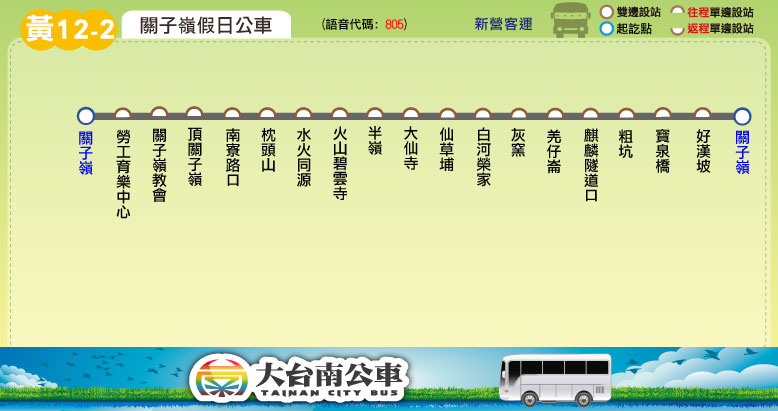 黃12-2
關子嶺假日公車
(語音代碼: 805)
新營客運
雙邊設站
往程單邊設站
起訖點
返程單邊設站
關子嶺
勞工育樂中心
關子嶺教會
頂關子嶺
南寮路口
枕頭山
水火同源
火山碧雲寺
半嶺
大仙寺
仙草埔
白河榮家
灰窯
羌仔崙
麒麟隧道口
粗坑
寶泉橋
好漢坡
關子嶺
大台南公車
TAINAN CITY BUS